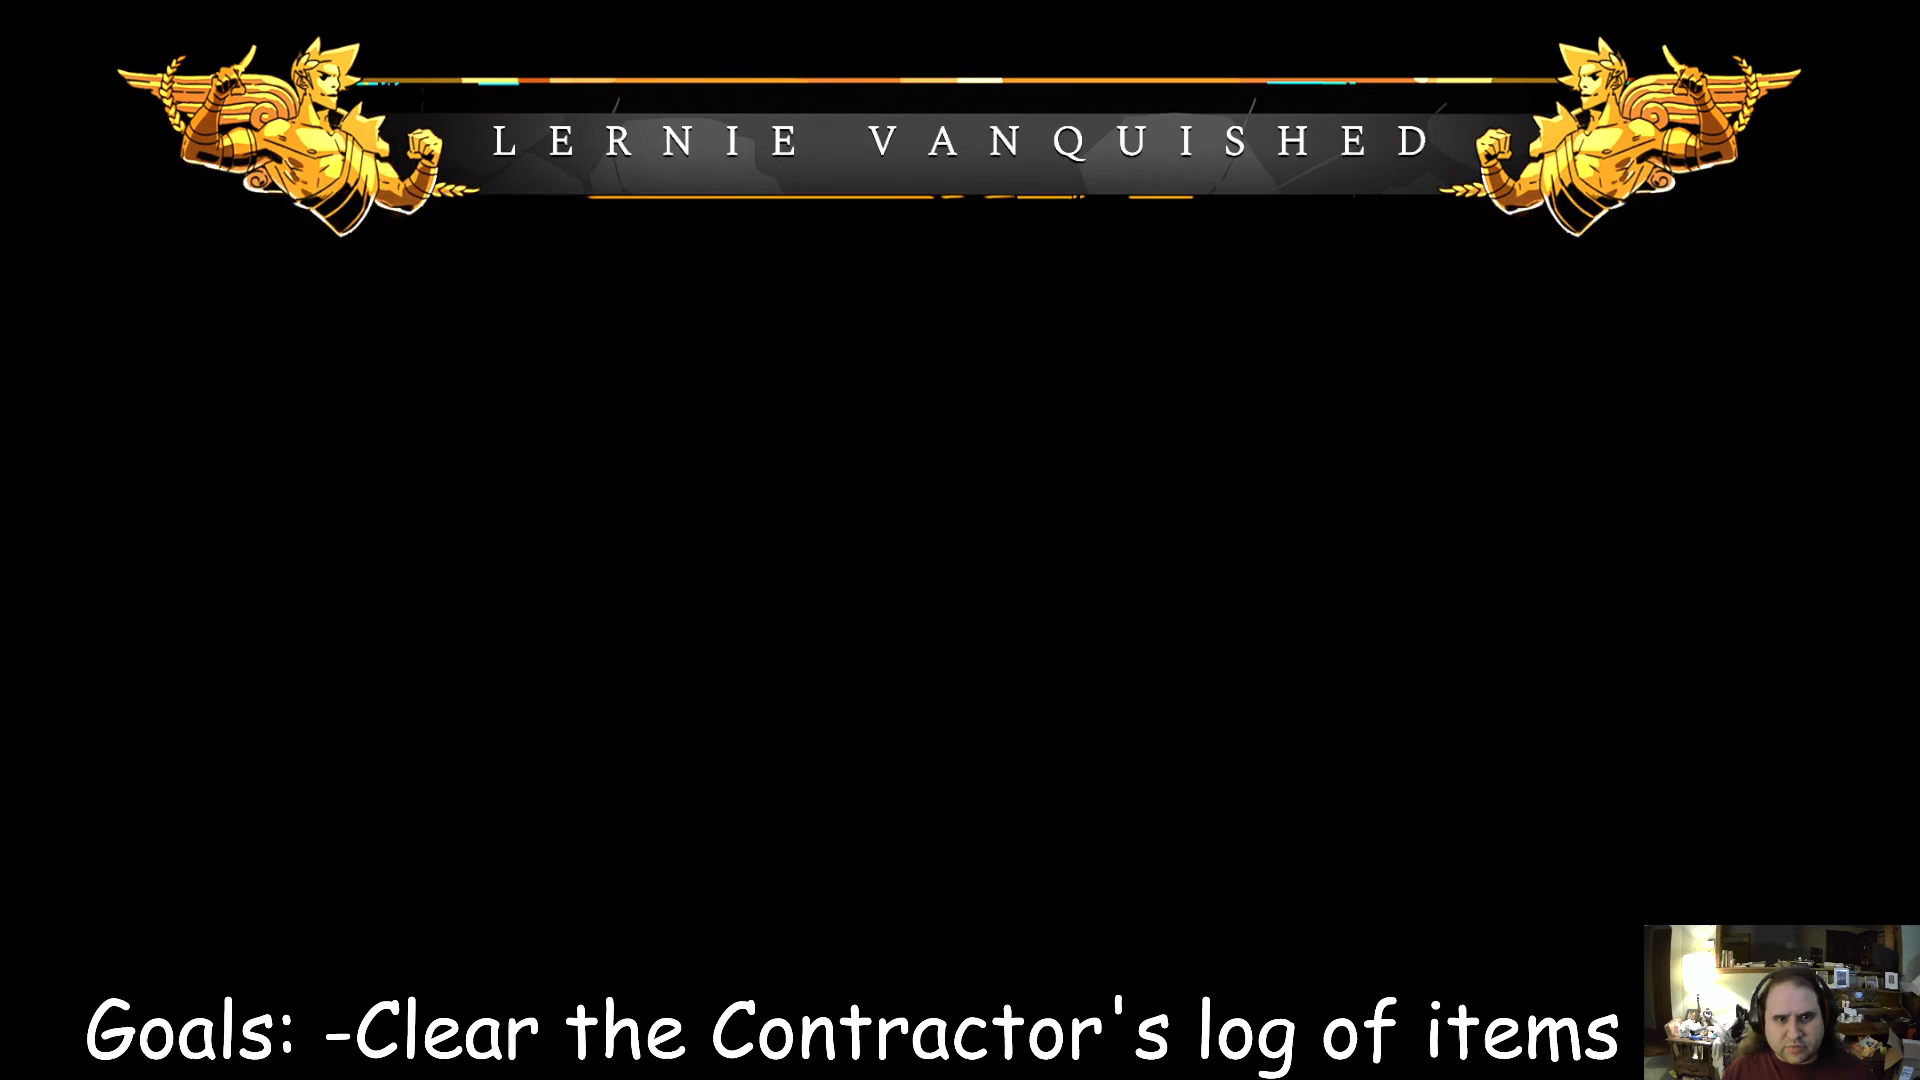 LERNIE VANQUISHED
Goals: -Clear the Contractor's log of items